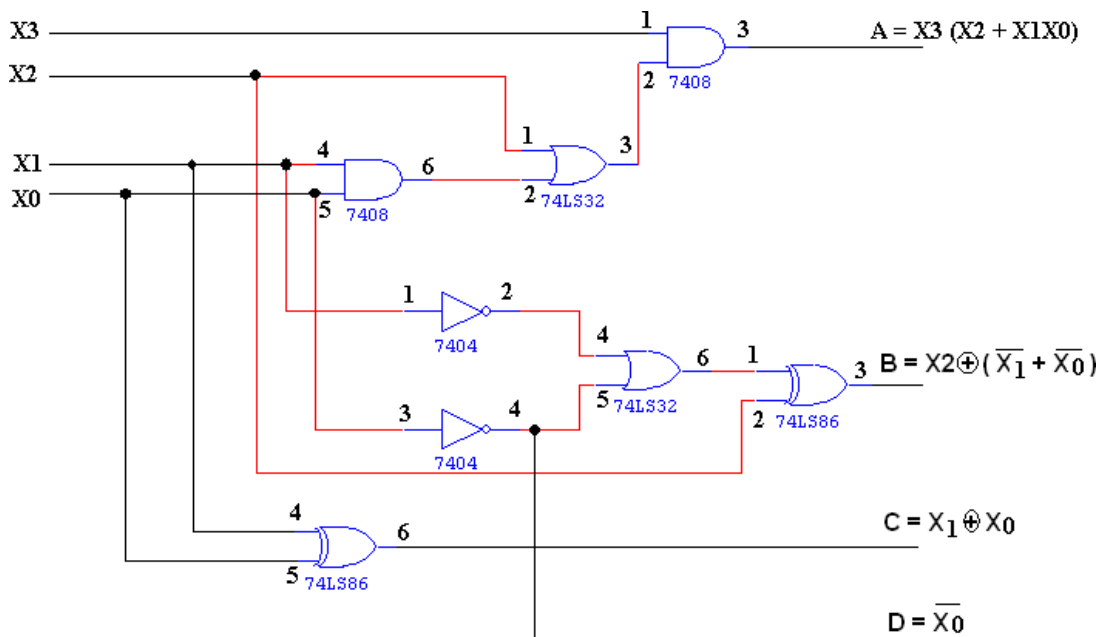 X3
1
3
A = X3 (X2 + X1X0)
X2
2
7408
1
3
X1
4
6
2
74LS32
X0
5
7408
1
2
7404
4
6
1
3
B = X2⊕( X̅1 + X̅0 )
5
74LS32
2
74LS86
3
4
7404
4
6
C = X1 ⊕ X0
5
74LS86
D = X̅0